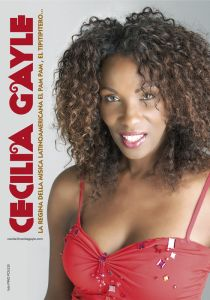 CECILIA GAYLE
LA REGINA DELLA MUSICA LATINOAMERICANA EL PAM PAM, EL TIPITIPITERO...